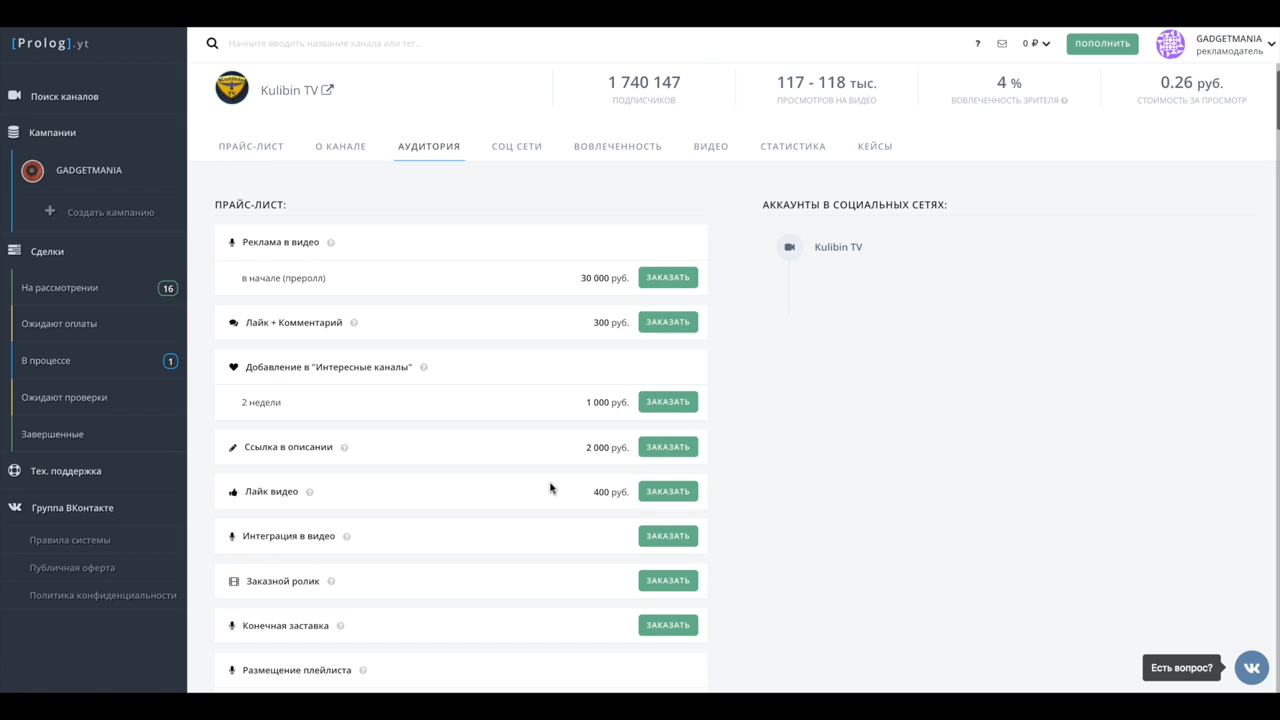 [Prolog].yt
Поиск каналов
Кампании
GADGETMANIA
Создать кампанию
Сделки
На рассмотрении 16
Ожидают оплаты
В процессе 1
Ожидают проверки
Завершенные
Тех. поддержка
Группа ВКонтакте
Правила системы
Публичная оферта
Политика конфиденциальности
Начните вводить название канала или тег...
? 0 ₽ ПОПОЛНИТЬ
GADGETMANIA
рекламодатель
Kulibin TV
1 740 147
ПОДПИСЧИКОВ
117 - 118 тыс.
ПРОСМОТРОВ НА ВИДЕО
4 %
ВОВЛЕЧЕННОСТЬ ЗРИТЕЛЯ ?
0.26 руб.
СТОИМОСТЬ ЗА ПРОСМОТР
ПРАЙС-ЛИСТ О КАНАЛЕ АУДИТОРИЯ СОЦ СЕТИ ВОВЛЕЧЕННОСТЬ ВИДЕО СТАТИСТИКА КЕЙСЫ
ПРАЙС-ЛИСТ:
Реклама в видео ?
в начале (преролл) 30 000 руб. ЗАКАЗАТЬ
Лайк + Комментарий ? 300 руб. ЗАКАЗАТЬ
Добавление в "Интересные каналы" ?
2 недели 1 000 руб. ЗАКАЗАТЬ
Ссылка в описании ? 2 000 руб. ЗАКАЗАТЬ
Лайк видео ? 400 руб. ЗАКАЗАТЬ
Интеграция в видео ? ЗАКАЗАТЬ
Заказной ролик ? ЗАКАЗАТЬ
Конечная заставка ? ЗАКАЗАТЬ
Размещение плейлиста ?
АККАУНТЫ В СОЦИАЛЬНЫХ СЕТЯХ:
Kulibin TV
Есть вопрос?